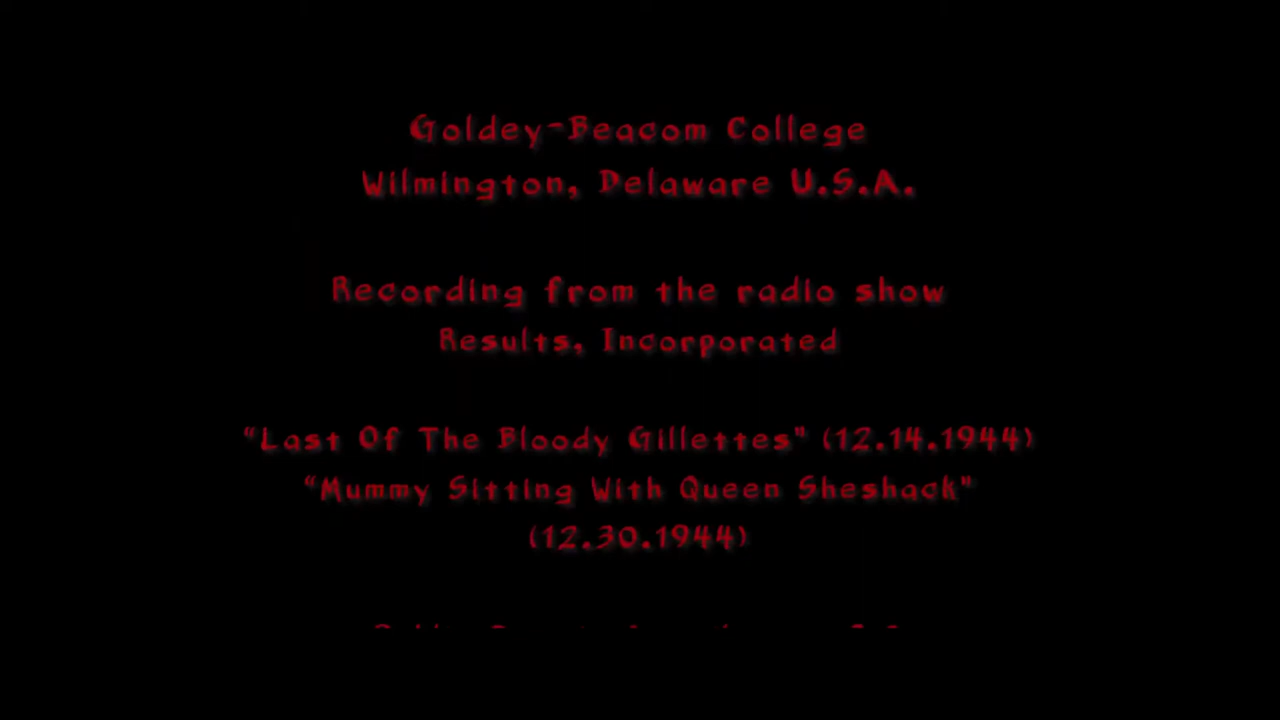 Goldey-Beacom College
Wilmington, Delaware U.S.A.
Recording from the radio show
Results, Incorporated
“Last Of The Bloody Gillettes" (12.14.1944)
“Mummy Sitting With Queen Sheshack"
(12.30.1944)